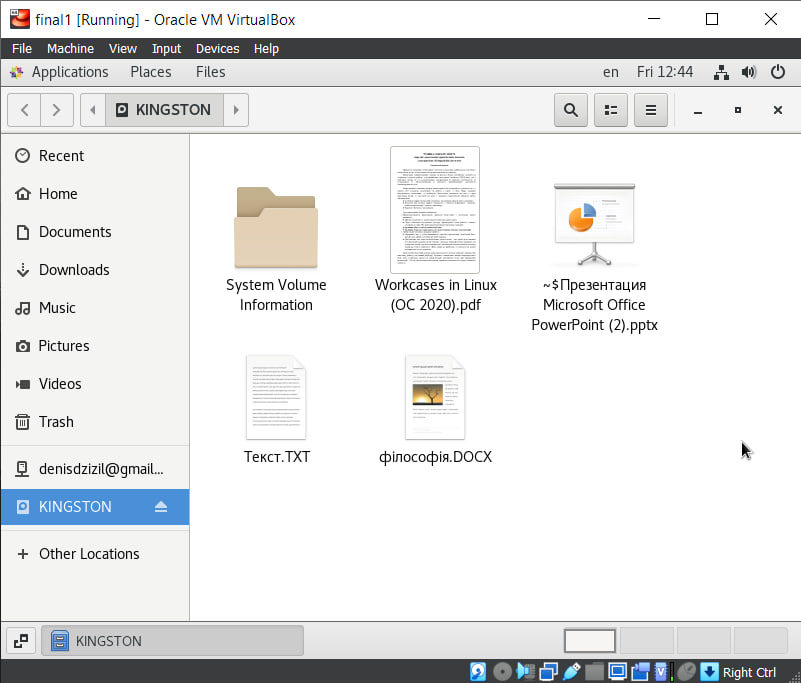 final1 [Running] - Oracle VM VirtualBox
File Machine View Input Devices Help
Applications Places Files en Fri 12:44
KINGSTON
Recent
Home
Documents
Downloads
Music
Pictures
Videos
Trash
denisdzizil@gmail...
KINGSTON
Other Locations
System Volume
Information
Workcases in Linux
(ОС 2020).pdf
~$Презентация
Microsoft Office
PowerPoint (2).pptx
Текст.TXT
філософія.DOCX
KINGSTON
Right Ctrl